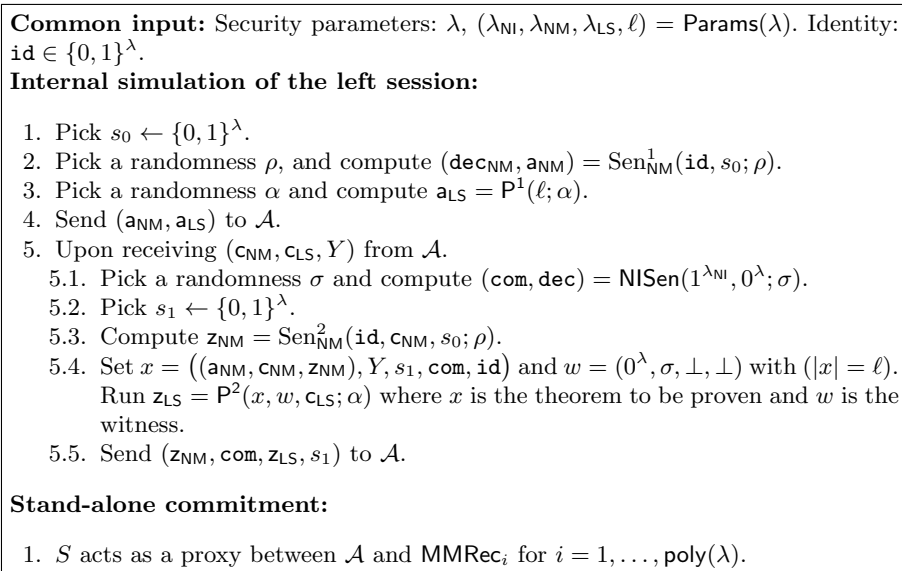 Common input: Security parameters: λ, (λ_NI, λ_NM, λ_LS, ℓ) = Params(λ). Identity:
id ∈ {0, 1}^λ.
Internal simulation of the left session:
1. Pick s_0 ← {0, 1}^λ.
2. Pick a randomness ρ, and compute (dec_NM, a_NM) = Sen^1_NM(id, s_0; ρ).
3. Pick a randomness α and compute a_LS = P^1(ℓ; α).
4. Send (a_NM, a_LS) to 𝒜.
5. Upon receiving (c_NM, c_LS, Y) from 𝒜.
5.1. Pick a randomness σ and compute (com, dec) = NISen(1^{λ_NI}, 0^λ; σ).
5.2. Pick s_1 ← {0, 1}^λ.
5.3. Compute z_NM = Sen^2_NM(id, c_NM, s_0; ρ).
5.4. Set x = ((a_NM, c_NM, z_NM), Y, s_1, com, id) and w = (0^λ, σ, ⊥, ⊥) with (|x| = ℓ).
Run z_LS = P^2(x, w, c_LS; α) where x is the theorem to be proven and w is the
witness.
5.5. Send (z_NM, com, z_LS, s_1) to 𝒜.
Stand-alone commitment:
1. S acts as a proxy between 𝒜 and MMRec_i for i = 1, . . . , poly(λ).